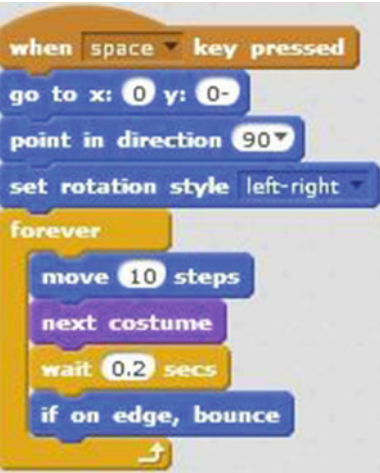 when space key pressed
go to x: 0 y: 0-
point in direction 90
set rotation style left-right
forever
move 10 steps
next costume
wait 0.2 secs
if on edge, bounce